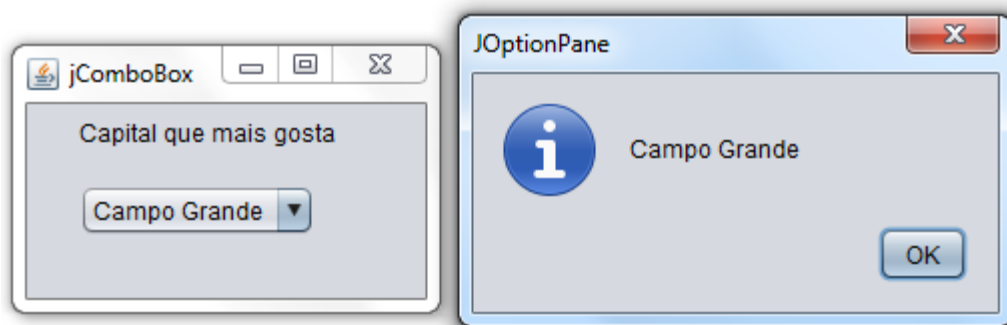 jComboBox
Capital que mais gosta
Campo Grande
JOptionPane
Campo Grande
OK